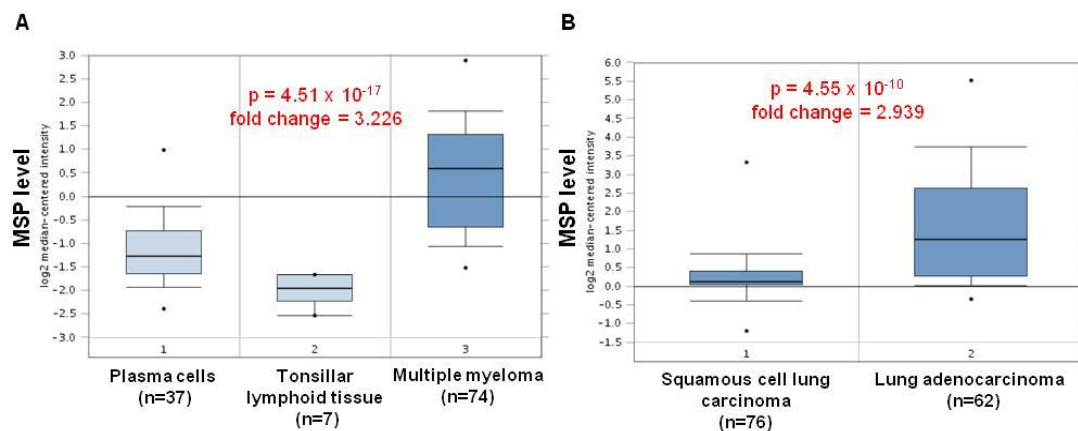 A
MSP level
log2 median-centered intensity
3.0
2.5
2.0
1.5
1.0
0.5
0.0
-0.5
-1.0
-1.5
-2.0
-2.5
-3.0
p = 4.51 x 10⁻¹⁷
fold change = 3.226
1
2
3
Plasma cells
(n=37)
Tonsillar
lymphoid tissue
(n=7)
Multiple myeloma
(n=74)
B
MSP level
log2 median-centered intensity
6.0
5.5
5.0
4.5
4.0
3.5
3.0
2.5
2.0
1.5
1.0
0.5
0.0
-0.5
-1.0
-1.5
p = 4.55 x 10⁻¹⁰
fold change = 2.939
1
2
Squamous cell lung
carcinoma
(n=76)
Lung adenocarcinoma
(n=62)